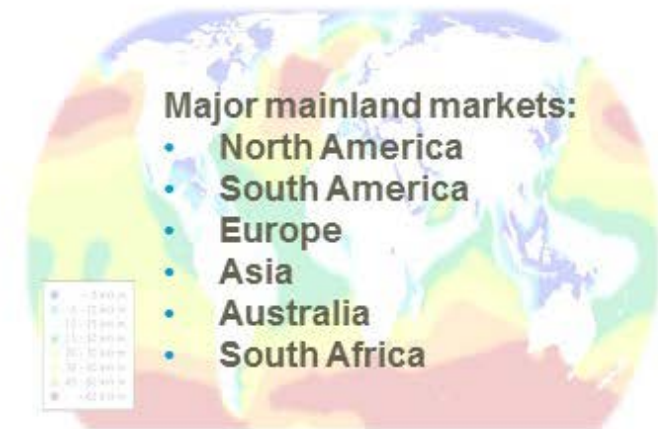 Major mainland markets:
• North America
• South America
• Europe
• Asia
• Australia
• South Africa